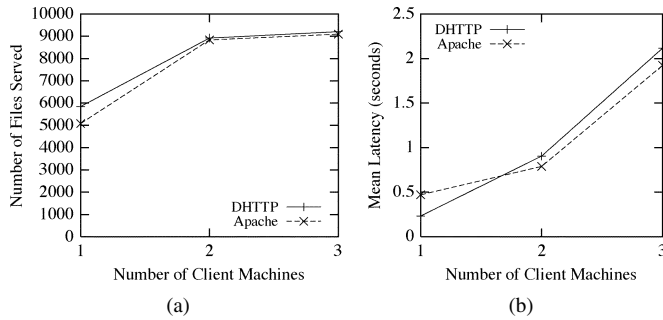 10000
9000
8000
7000
6000
5000
4000
3000
2000
1000
0
Number of Files Served
DHTTP
Apache
1 2 3
Number of Client Machines
(a)
2.5
2
1.5
1
0.5
0
Mean Latency (seconds)
DHTTP
Apache
1 2 3
Number of Client Machines
(b)